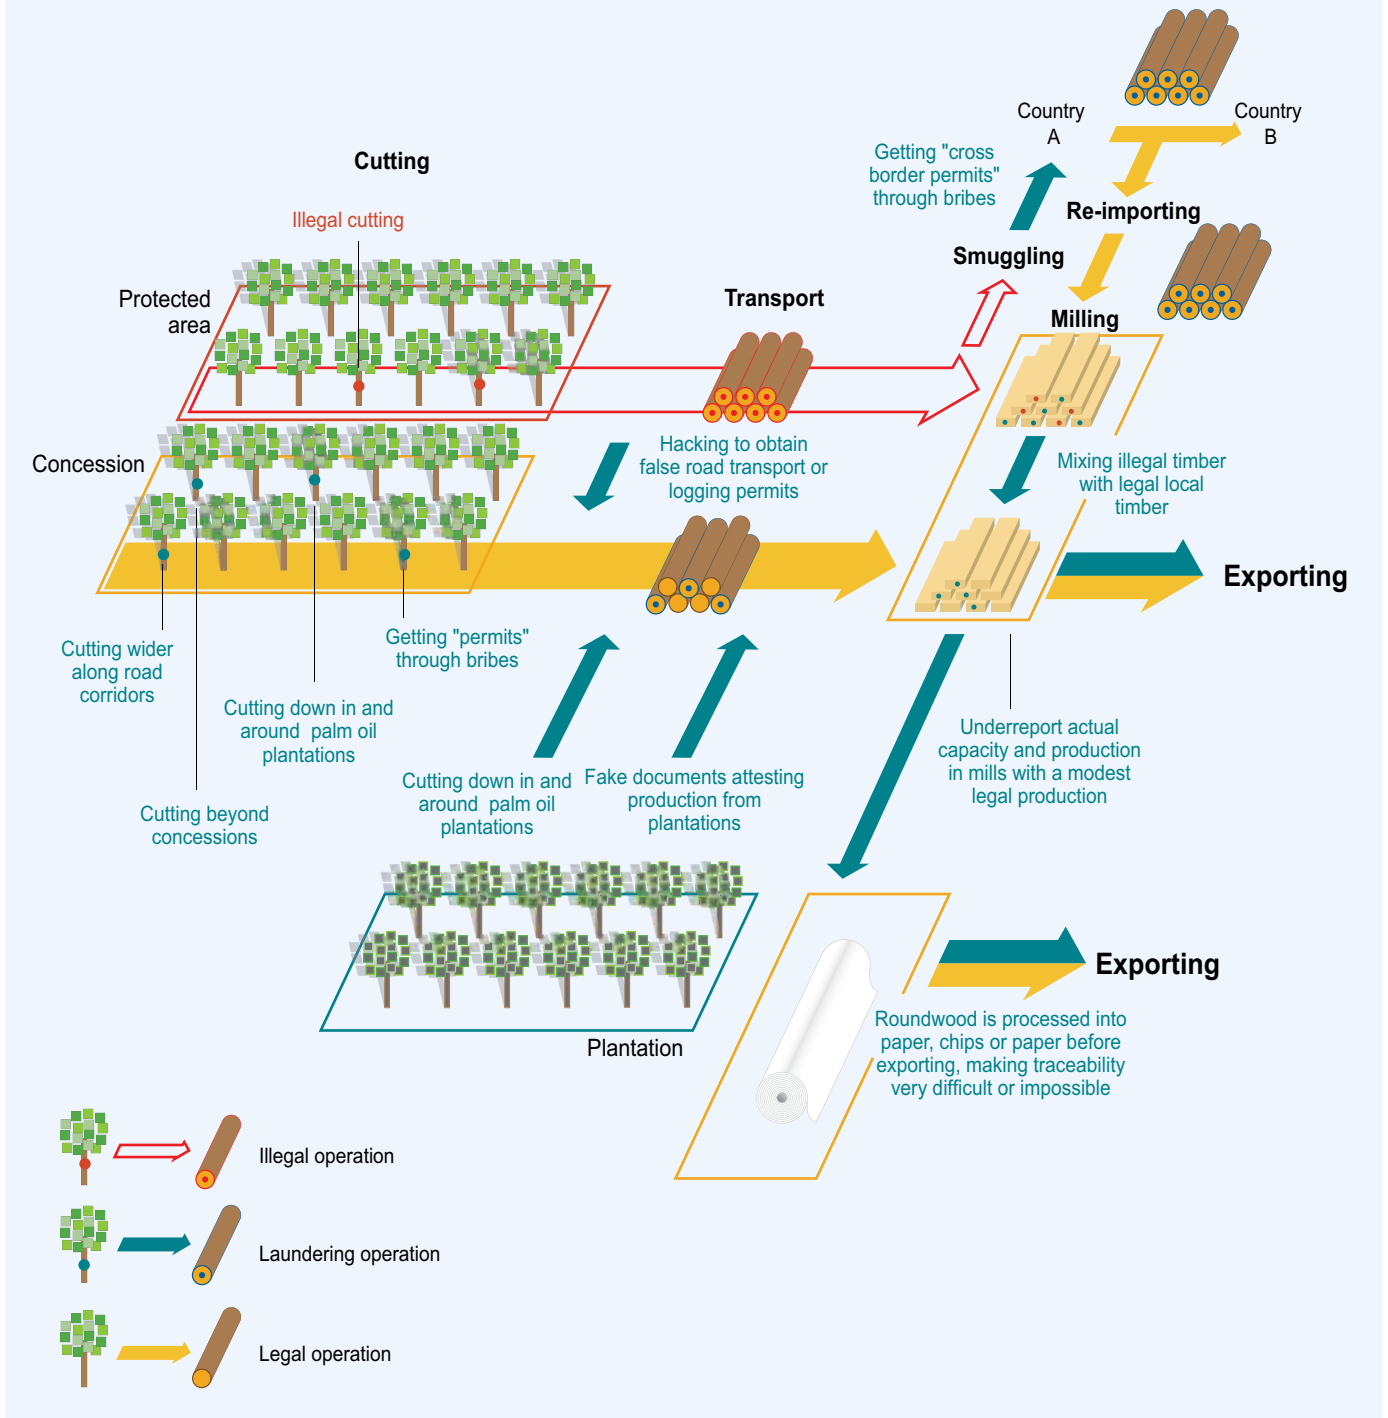 Country
A
Country
B
Getting "cross
border permits"
through bribes
Cutting
Re-importing
Illegal cutting
Smuggling
Protected
area
Transport
Milling
Concession
Hacking to obtain
false road transport or
logging permits
Mixing illegal timber
with legal local
timber
Exporting
Cutting wider
along road
corridors
Getting "permits"
through bribes
Cutting down in and
around palm oil
plantations
Underreport actual
capacity and production
in mills with a modest
legal production
Cutting beyond
concessions
Cutting down in and
around palm oil
plantations
Fake documents attesting
production from
plantations
Exporting
Plantation
Roundwood is processed into
paper, chips or paper before
exporting, making traceability
very difficult or impossible
Illegal operation
Laundering operation
Legal operation